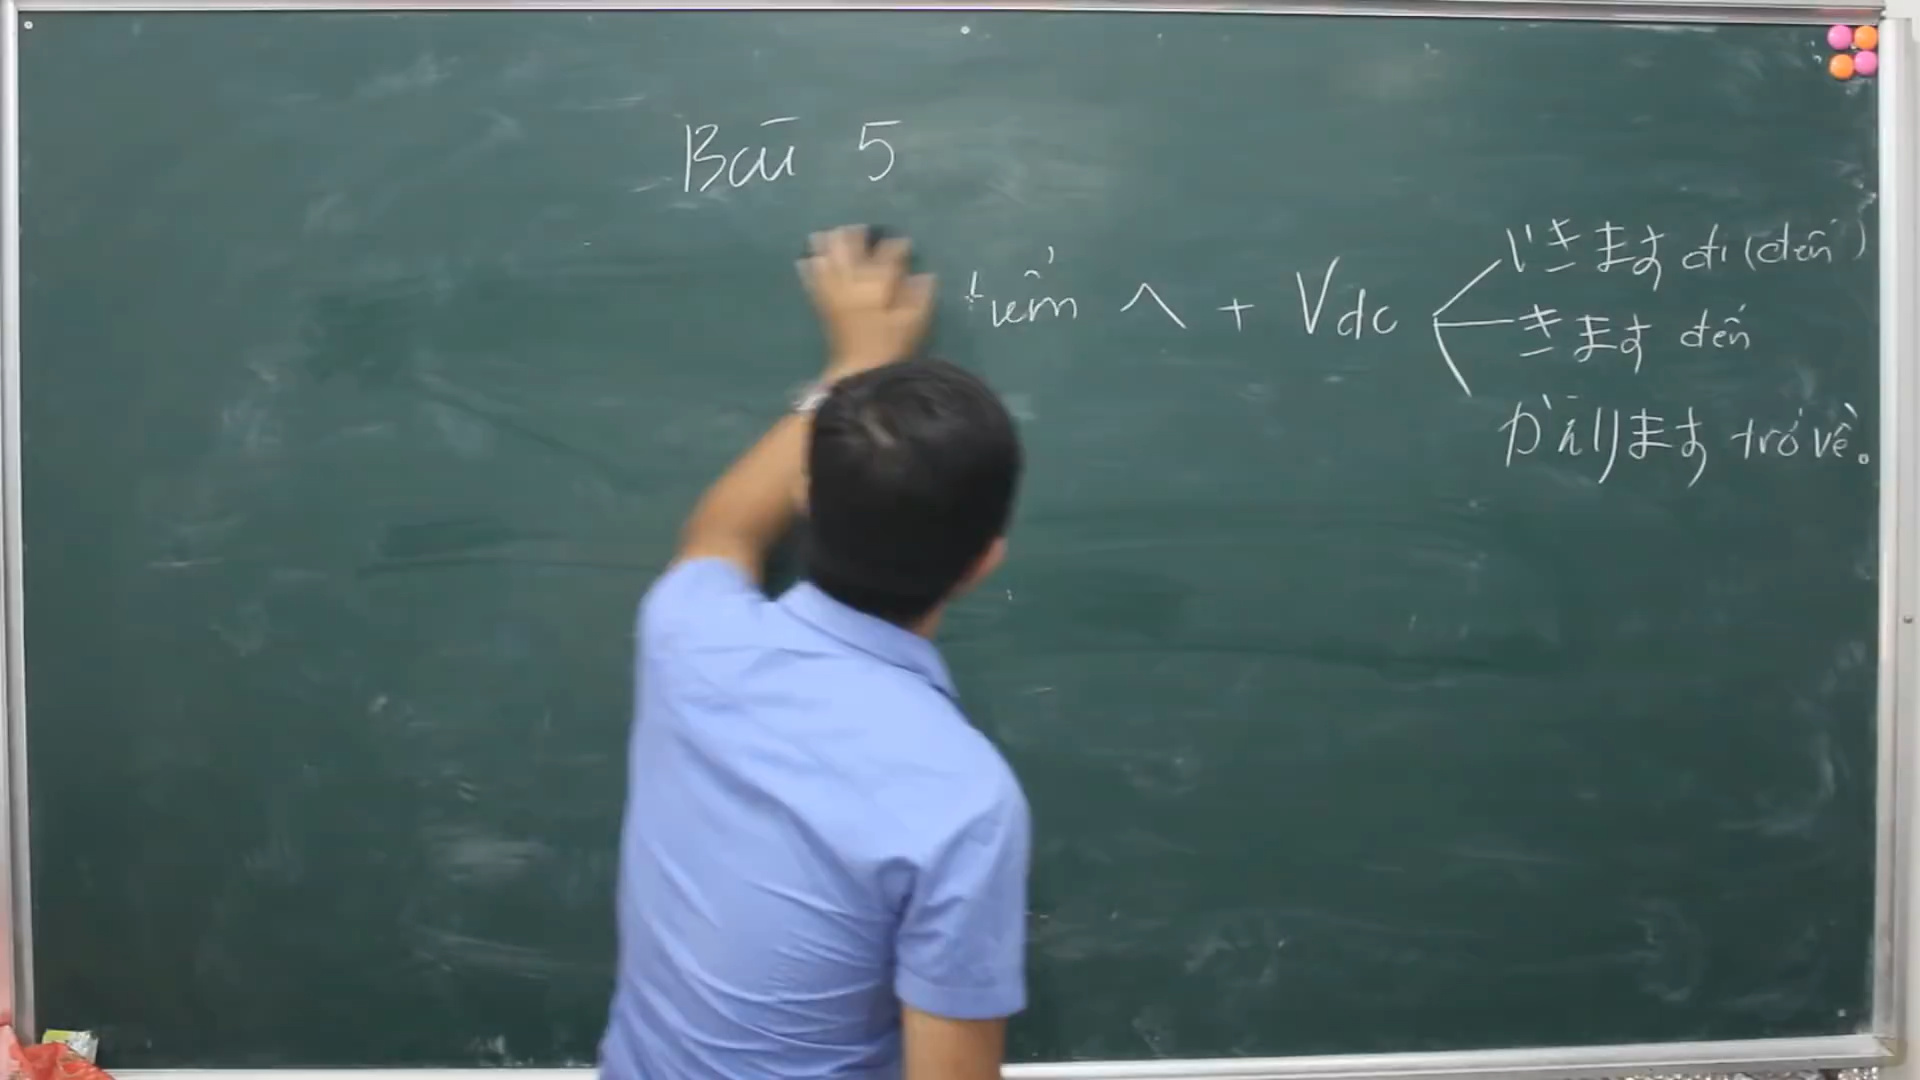 Bài 5
へ + Vdc
いきます đi (đến)
きます đến
かえります trở về.